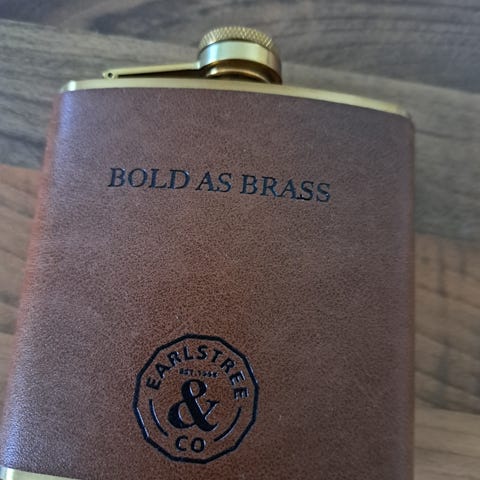 BOLD AS BRASS
EARLSTREE
EST. 1946
&
CO